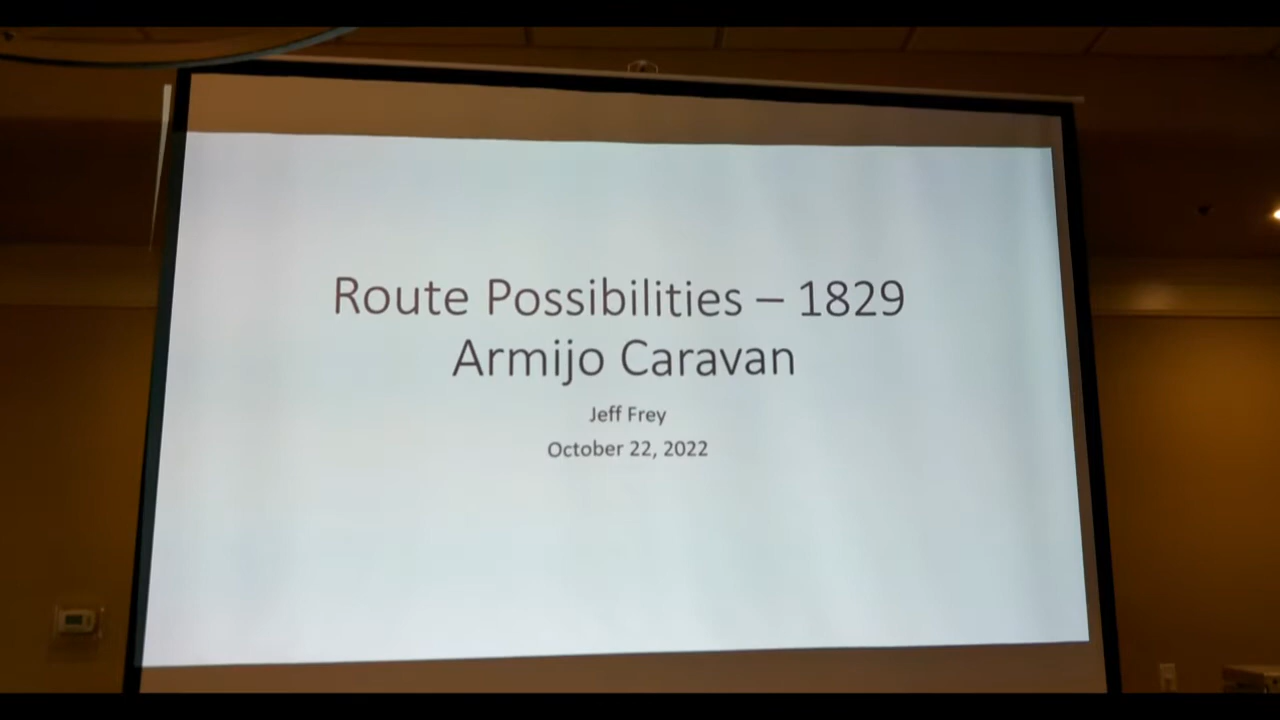 Route Possibilities – 1829
Armijo Caravan
Jeff Frey
October 22, 2022